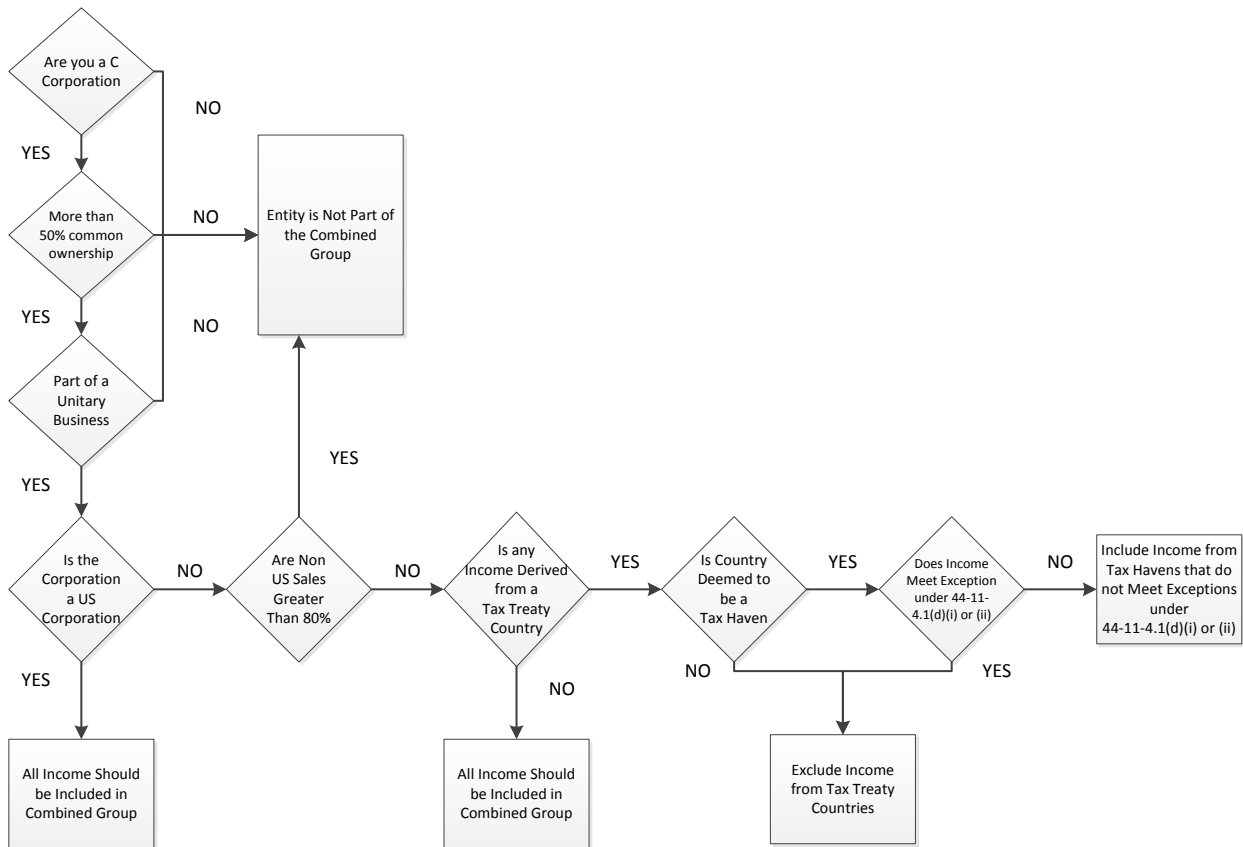 Are you a C
Corporation
NO
YES
More than
50% common
ownership
NO
Entity is Not Part of
the Combined
Group
YES
NO
Part of a
Unitary
Business
YES
YES
Is the
Corporation
a US
Corporation
NO
Are Non
US Sales
Greater
Than 80%
NO
Is any
Income Derived
from a
Tax Treaty
Country
YES
Is Country
Deemed to
be a
Tax Haven
YES
Does Income
Meet Exception
under 44-11-
4.1(d)(i) or (ii)
NO
Include Income from
Tax Havens that do
not Meet Exceptions
under
44-11-4.1(d)(i) or (ii)
YES
NO
NO
YES
All Income Should
be Included in
Combined Group
All Income Should
be Included in
Combined Group
Exclude Income
from Tax Treaty
Countries